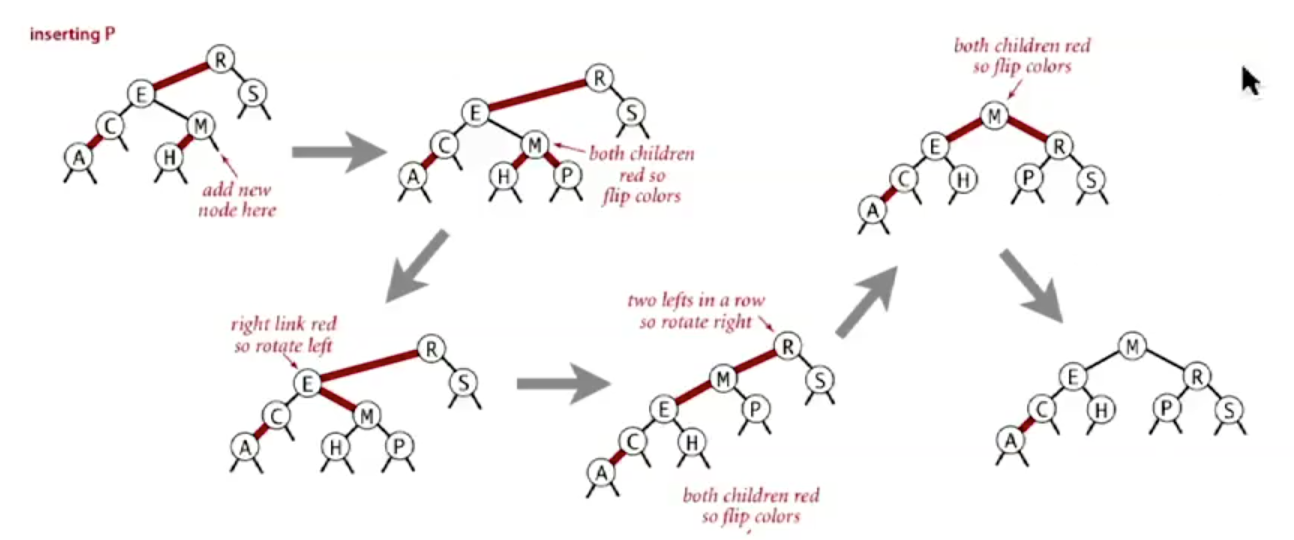 inserting P
R
E
S
C
M
A
H
add new
node here
R
E
S
C
M
A
H
P
both children
red so
flip colors
right link red
so rotate left
R
E
S
C
M
A
H
P
two lefts in a row
so rotate right
R
M
S
E
P
C
H
A
both children red
so flip colors
both children red
so flip colors
M
E
R
C
H
P
S
A
M
E
R
C
H
P
S
A